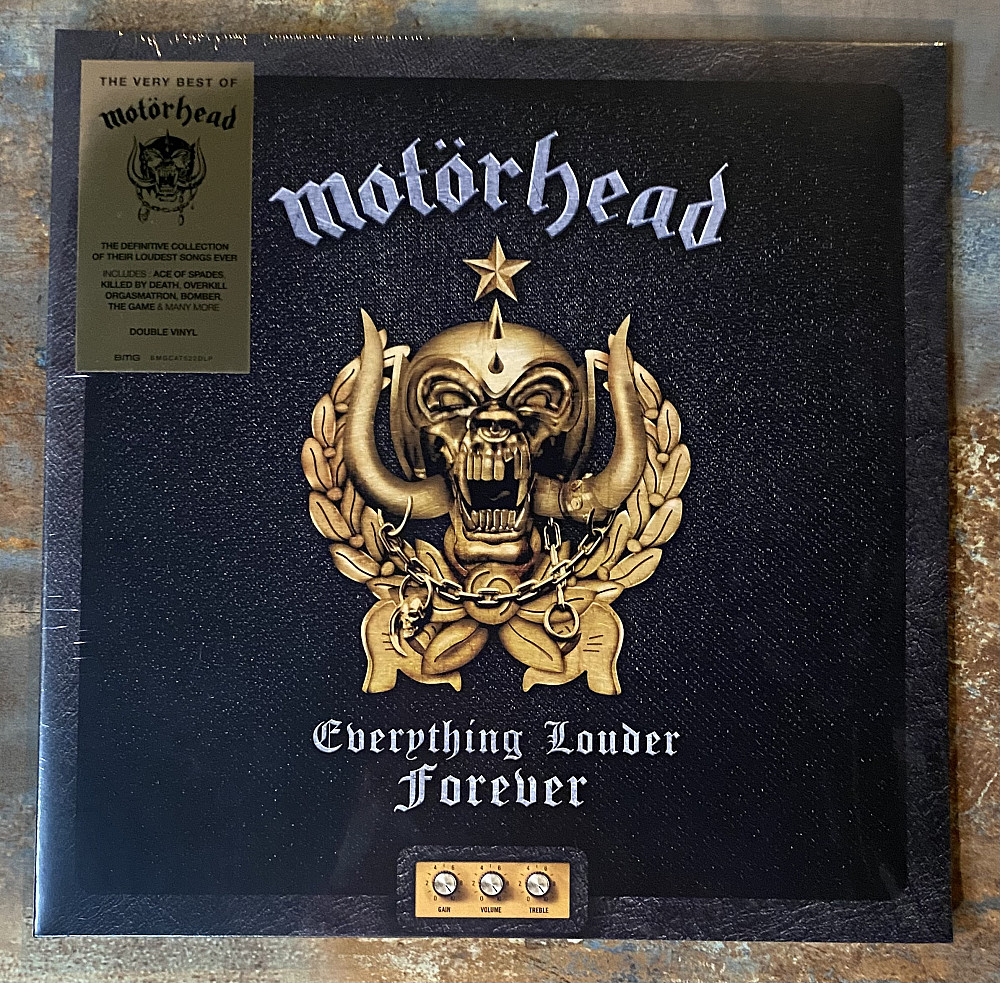 THE VERY BEST OF
motörhead
THE DEFINITIVE COLLECTION
OF THEIR LOUDEST SONGS EVER
INCLUDES : ACE OF SPADES,
KILLED BY DEATH, OVERKILL
ORGASMATRON, BOMBER,
THE GAME & MANY MORE
DOUBLE VINYL
BMG BMGCAT522DLP
motörhead
Everything Louder
Forever
GAIN VOLUME TREBLE